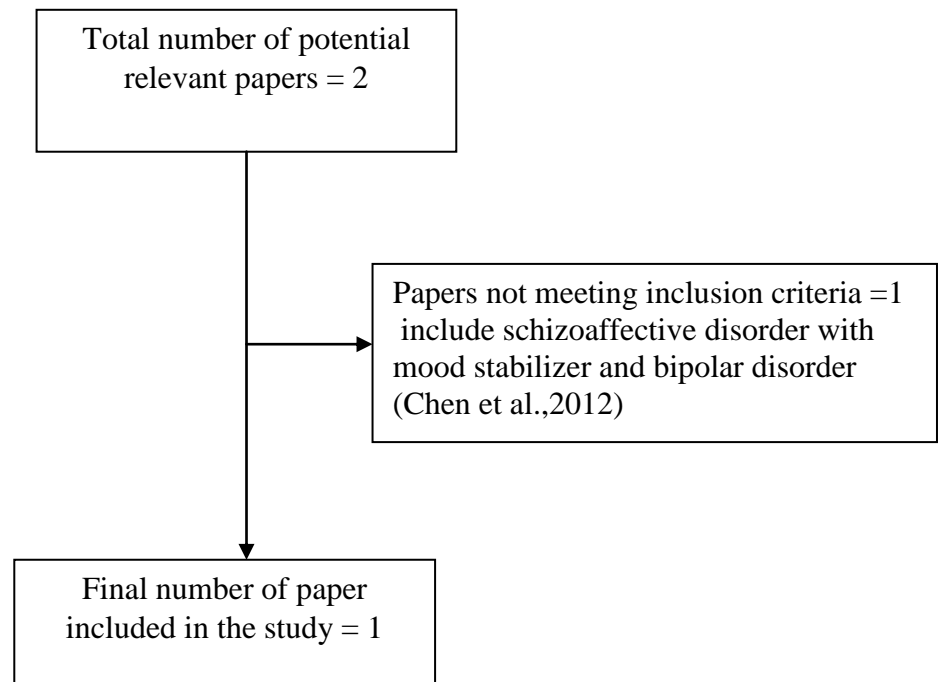 Total number of potential
relevant papers = 2
Papers not meeting inclusion criteria =1
include schizoaffective disorder with
mood stabilizer and bipolar disorder
(Chen et al.,2012)
Final number of paper
included in the study = 1